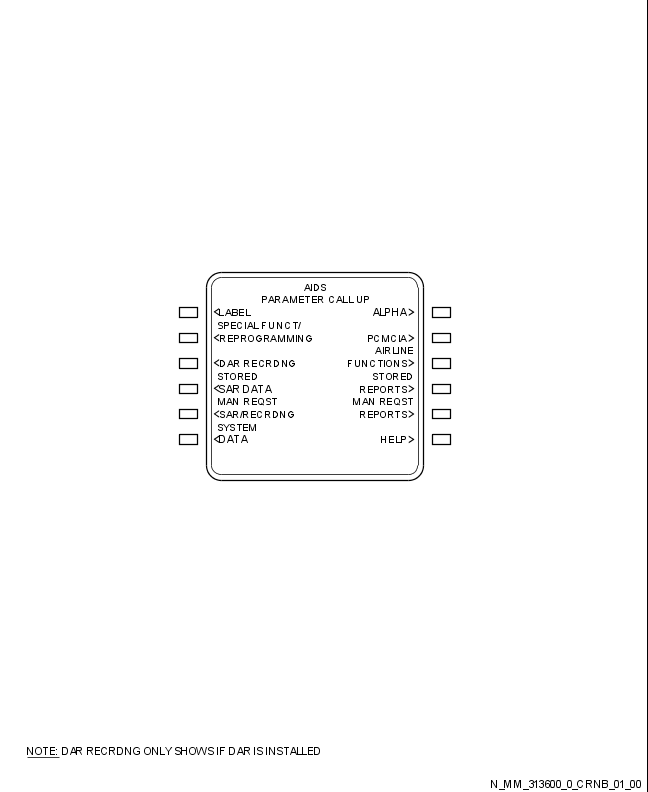 AIDS
PARAMETER CALL UP
<LABEL ALPHA>
SPECIAL FUNCT/
<REPROGRAMMING PCMCIA>
AIRLINE
<DAR RECRDNG FUNCTIONS>
STORED STORED
<SAR DATA REPORTS>
MAN REQST MAN REQST
<SAR/RECRDNG REPORTS>
SYSTEM
<DATA HELP>
NOTE: DAR RECRDNG ONLY SHOWS IF DAR IS INSTALLED
N_MM_313600_0_CRNB_01_00